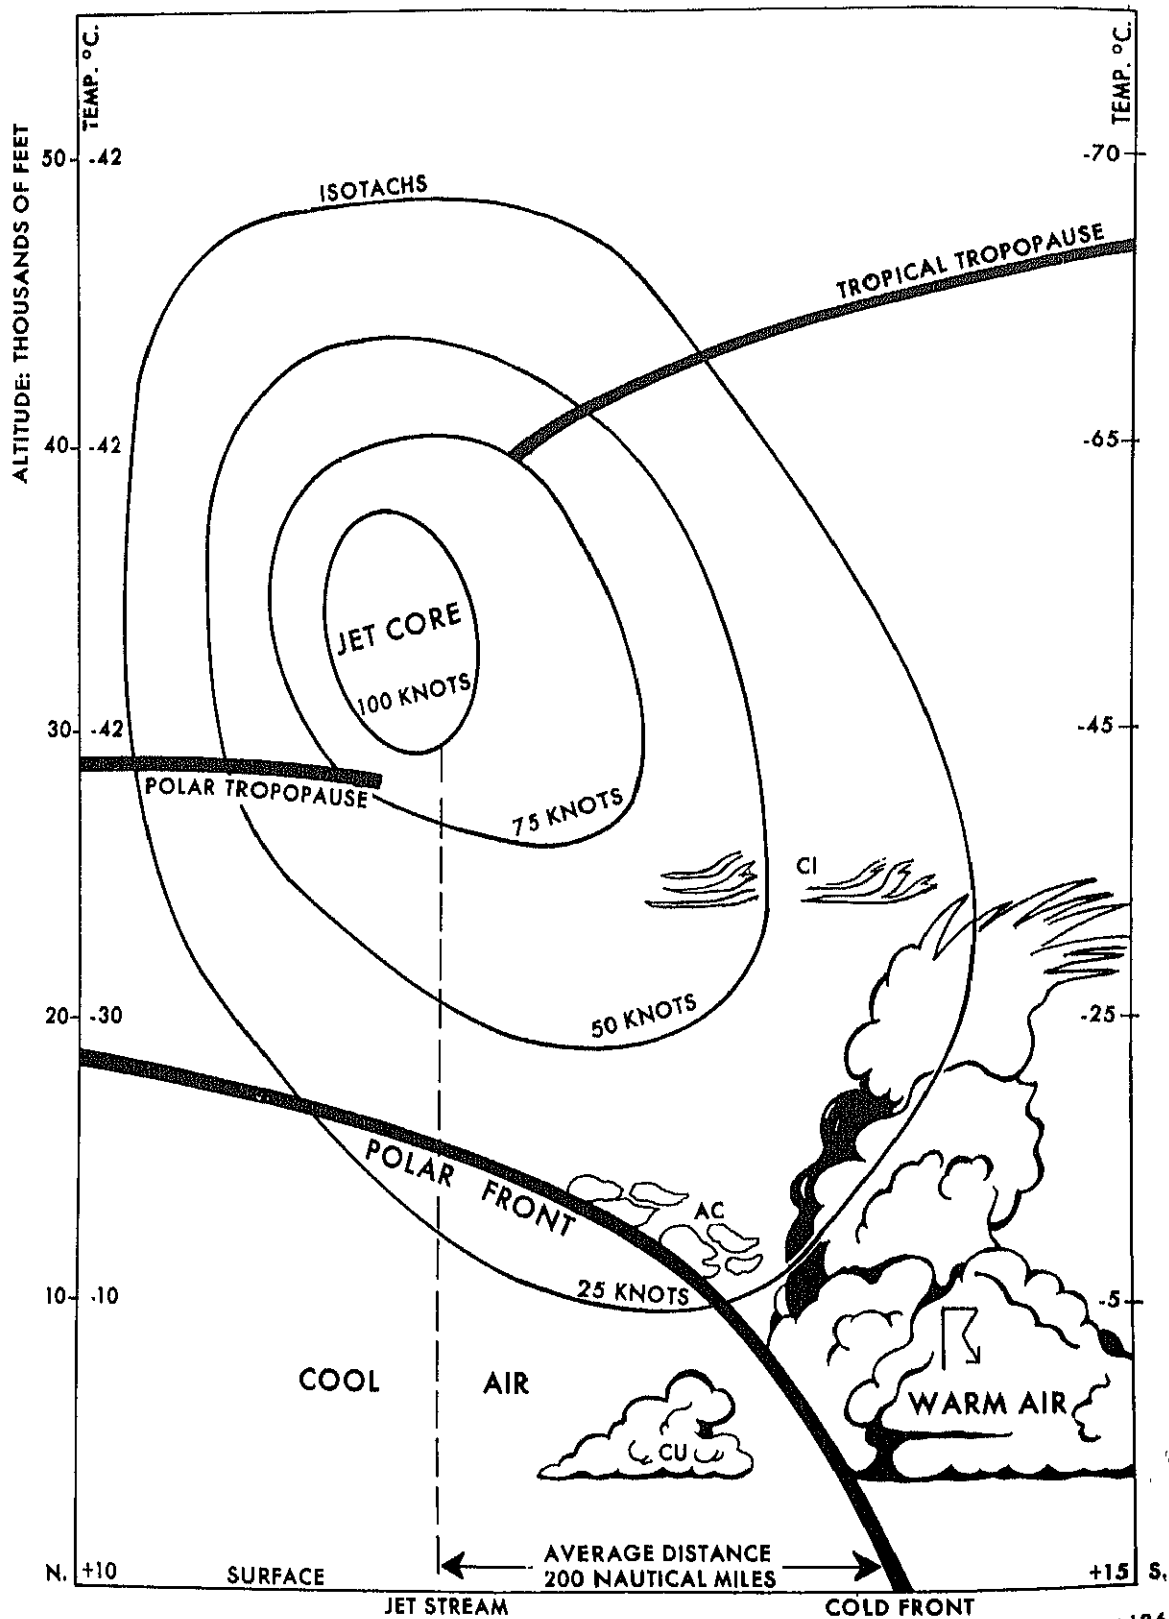 TEMP. °C.
TEMP. °C.
ALTITUDE: THOUSANDS OF FEET
50 -42
-70
ISOTACHS
TROPICAL TROPOPAUSE
40 -42
-65
JET CORE
100 KNOTS
30 -42
-45
POLAR TROPOPAUSE
75 KNOTS
CI
20 -30
-25
50 KNOTS
POLAR FRONT
AC
25 KNOTS
10 -10
-5
COOL AIR
WARM AIR
CU
N. +10
SURFACE
AVERAGE DISTANCE
200 NAUTICAL MILES
+15 S.
JET STREAM
COLD FRONT